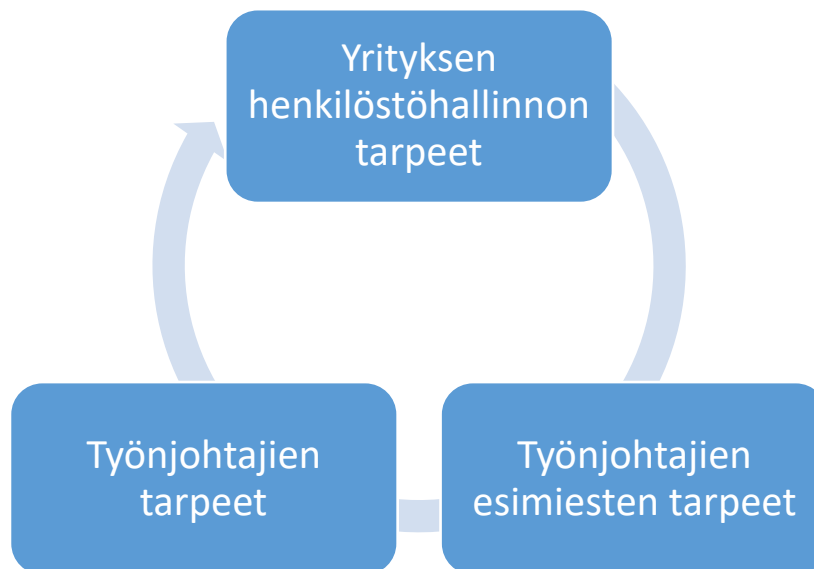 Yrityksen
henkilöstöhallinnon
tarpeet
Työnjohtajien
tarpeet
Työnjohtajien
esimiesten tarpeet